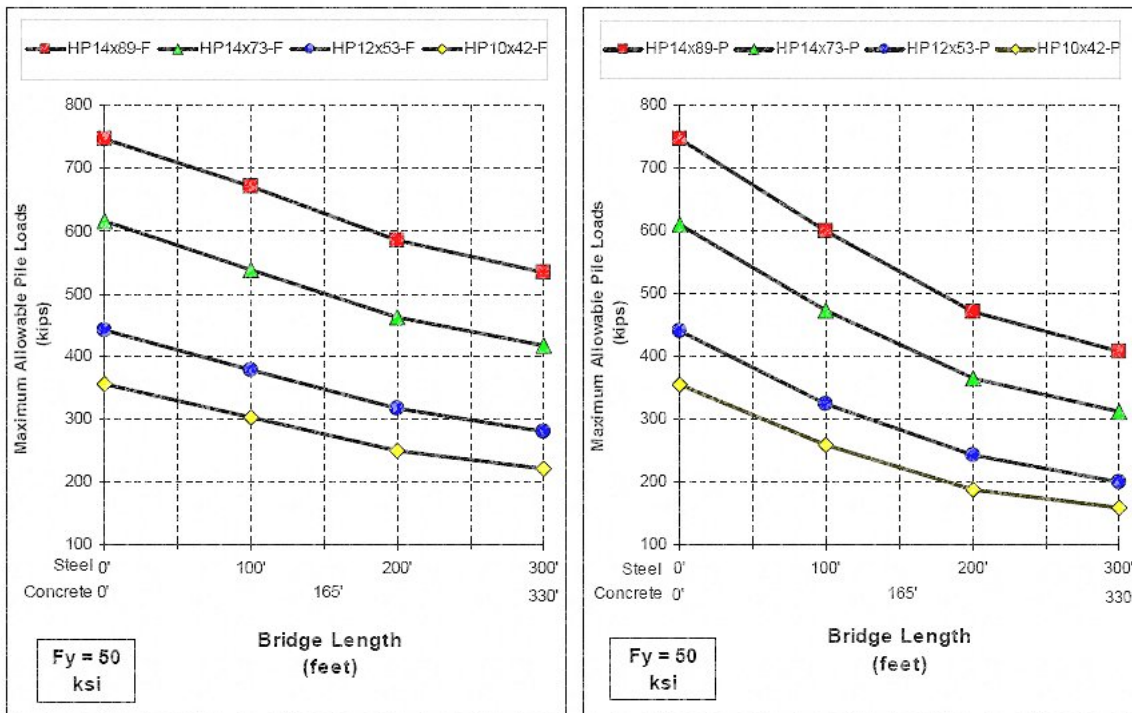 HP14x89-F HP14x73-F HP12x53-F HP10x42-F
800
700
600
500
400
300
200
100
Maximum Allowable Pile Loads
(kips)
Steel 0' 100' 200' 300'
Concrete 0' 165' 330'
Bridge Length
(feet)
Fy = 50
ksi
HP14x89-P HP14x73-P HP12x53-P HP10x42-P
800
700
600
500
400
300
200
100
Maximum Allowable Pile Loads
(kips)
Steel 0' 100' 200' 300'
Concrete 0' 165' 330'
Bridge Length
(feet)
Fy = 50
ksi